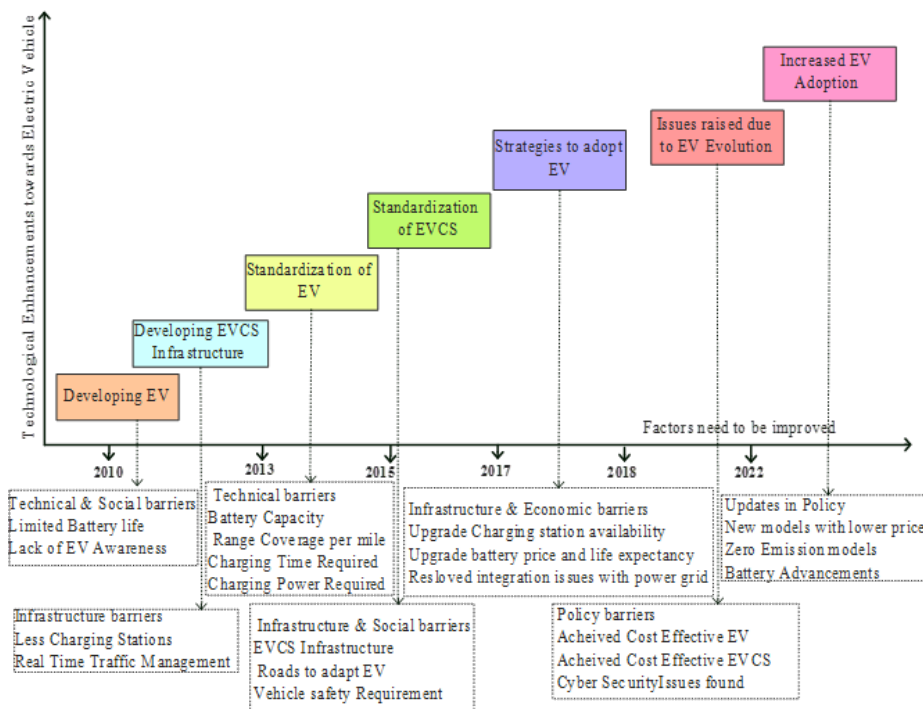 Technological Enhancements towards Electric Vehicle
Increased EV
Adoption
Issues raised due
to EV Evolution
Strategies to adopt
EV
Standardization
of EVCS
Standardization of
EV
Developing EVCS
Infrastructure
Developing EV
Factors need to be improved
2010
2013
2015
2017
2018
2022
Technical & Social barriers
Limited Battery life
Lack of EV Awareness
Technical barriers
Battery Capacity
Range Coverage per mile
Charging Time Required
Charging Power Required
Infrastructure & Economic barriers
Upgrade Charging station availability
Upgrade battery price and life expectancy
Resloved integration issues with power grid
Updates in Policy
New models with lower price
Zero Emission models
Battery Advancements
Infrastructure barriers
Less Charging Stations
Real Time Traffic Management
Infrastructure & Social barriers
EVCS Infrastructure
Roads to adapt EV
Vehicle safety Requirement
Policy barriers
Acheived Cost Effective EV
Acheived Cost Effective EVCS
Cyber SecurityIssues found